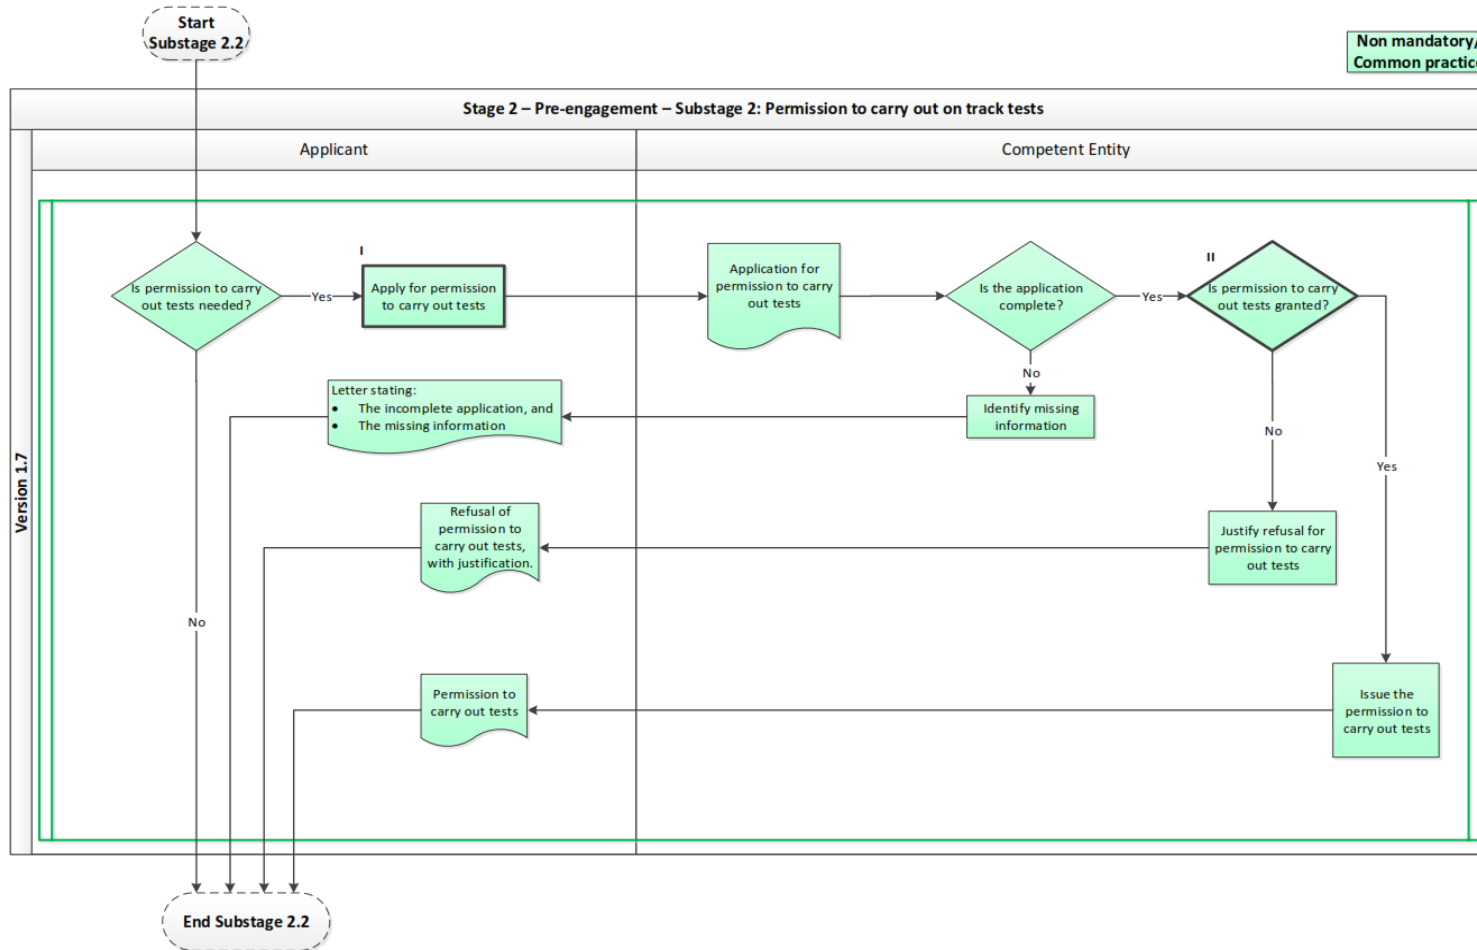 Start
Substage 2.2
Non mandatory/
Common practice
Stage 2 – Pre-engagement – Substage 2: Permission to carry out on track tests
Applicant
Competent Entity
Version 1.7
Is permission to carry
out tests needed?
Yes
I
Apply for permission
to carry out tests
Application for
permission to carry
out tests
Is the application
complete?
Yes
II
Is permission to carry
out tests granted?
No
Letter stating:
• The incomplete application, and
• The missing information
Identify missing
information
No
Yes
Refusal of
permission to
carry out tests,
with justification.
Justify refusal for
permission to carry
out tests
No
Permission to
carry out tests
Issue the
permission to
carry out tests
End Substage 2.2